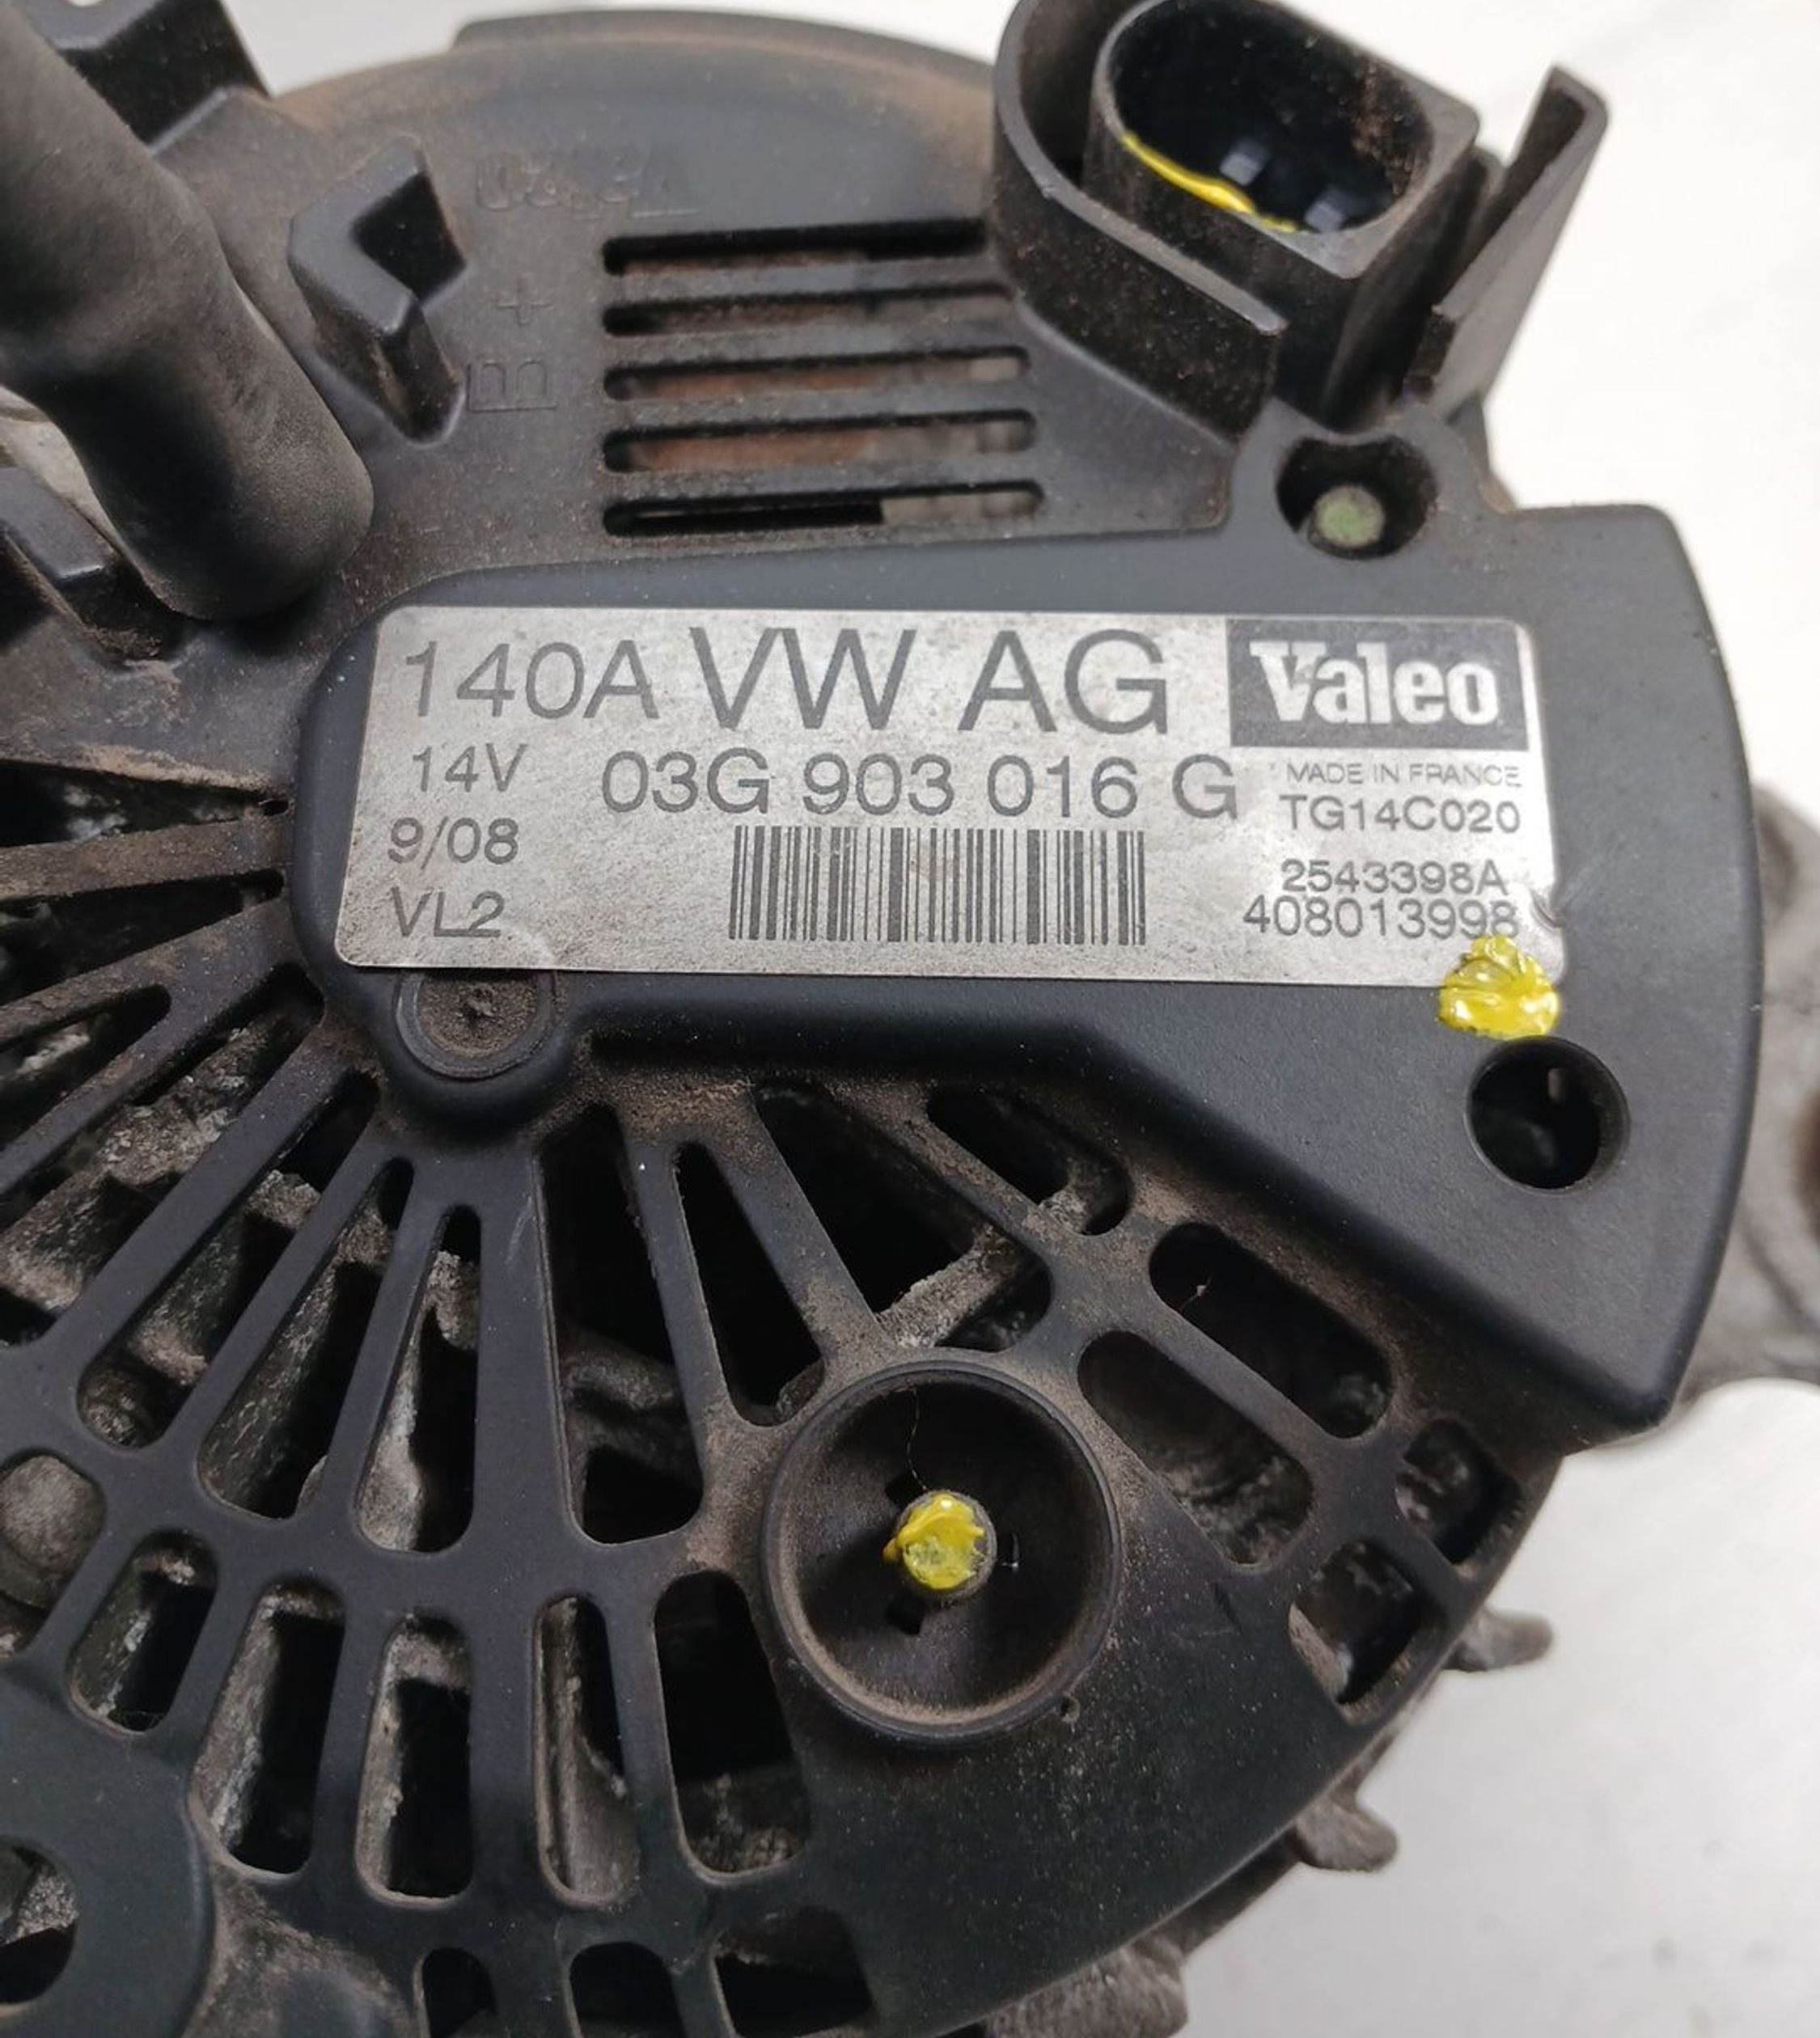 B+
140A VW AG Valeo
14V 03G 903 016 G MADE IN FRANCE
TG14C020
9/08
2543398A
VL2 408013998